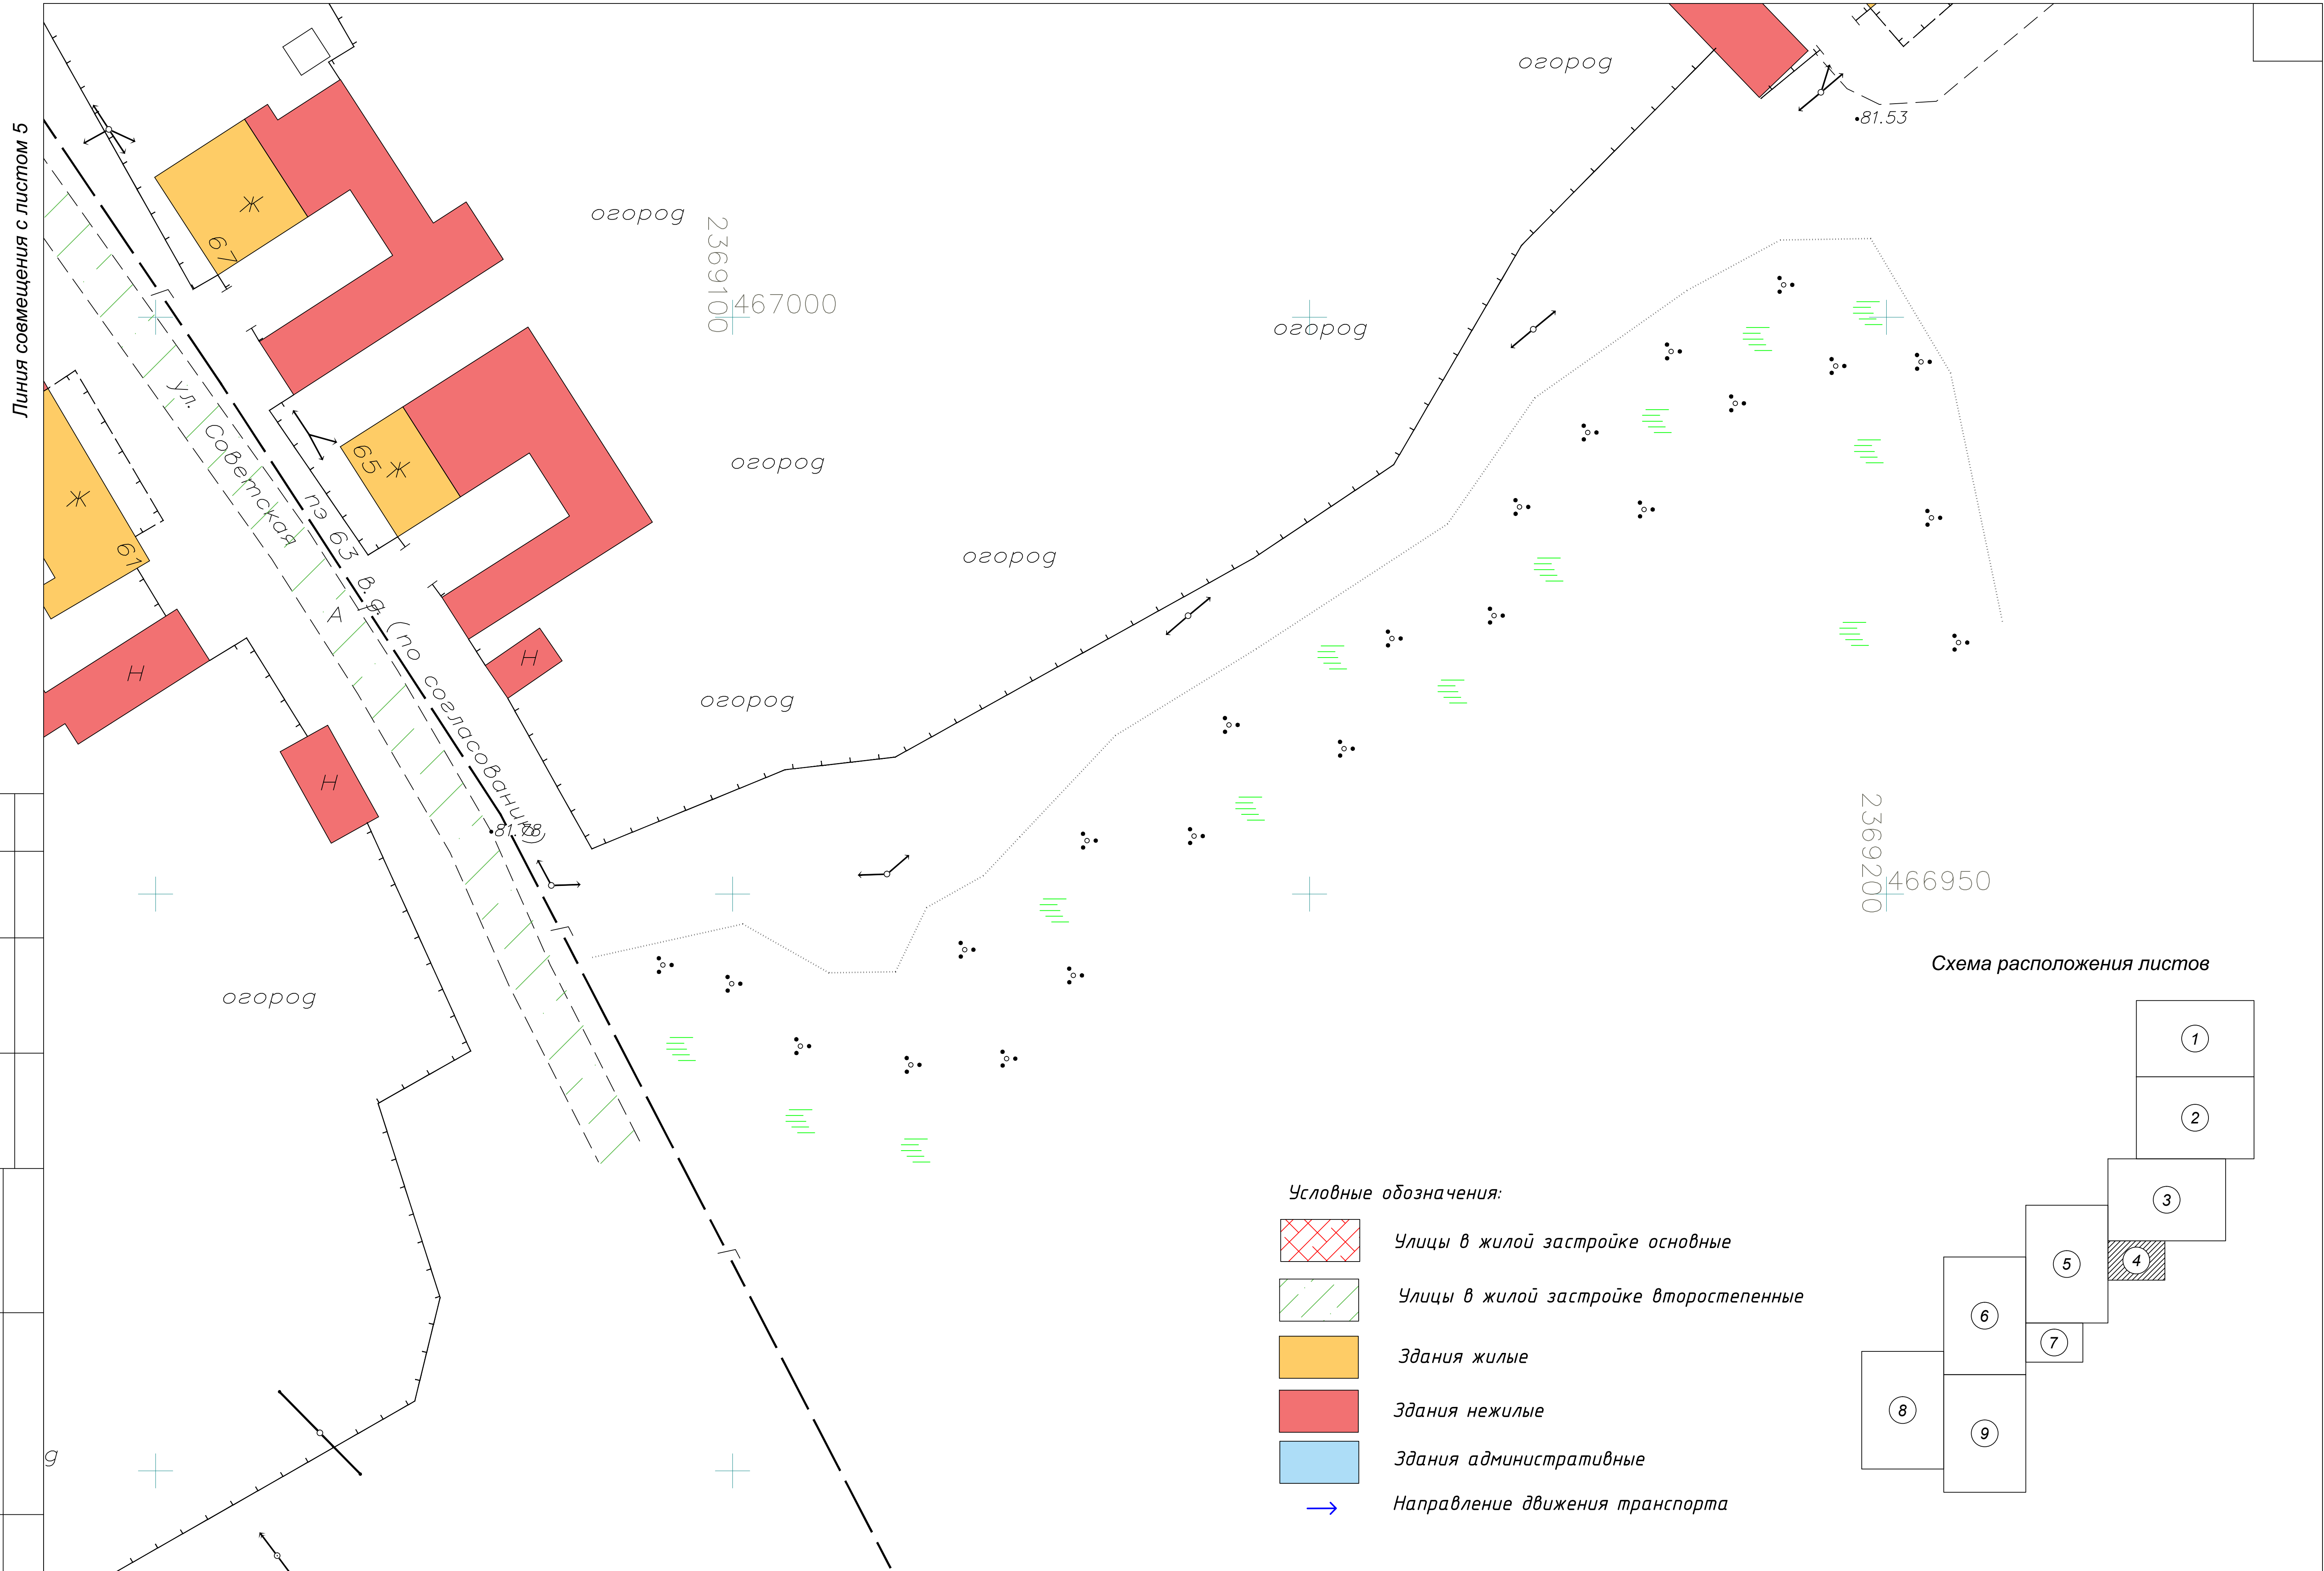 Линия совмещения с листом 5
огород
81.53
Ж
67
огород
2369100
467000
огород
ул. Советская
65
Ж
огород
Ж
61
пэ 63 в.д. (по согласованию)
огород
А
Н
Н
огород
Н
81.78
2369200
466950
огород
Схема расположения листов
1
2
3
4
5
6
7
8
9
Условные обозначения:
Улицы в жилой застройке основные
Улицы в жилой застройке второстепенные
Здания жилые
Здания нежилые
Здания административные
Направление движения транспорта
д